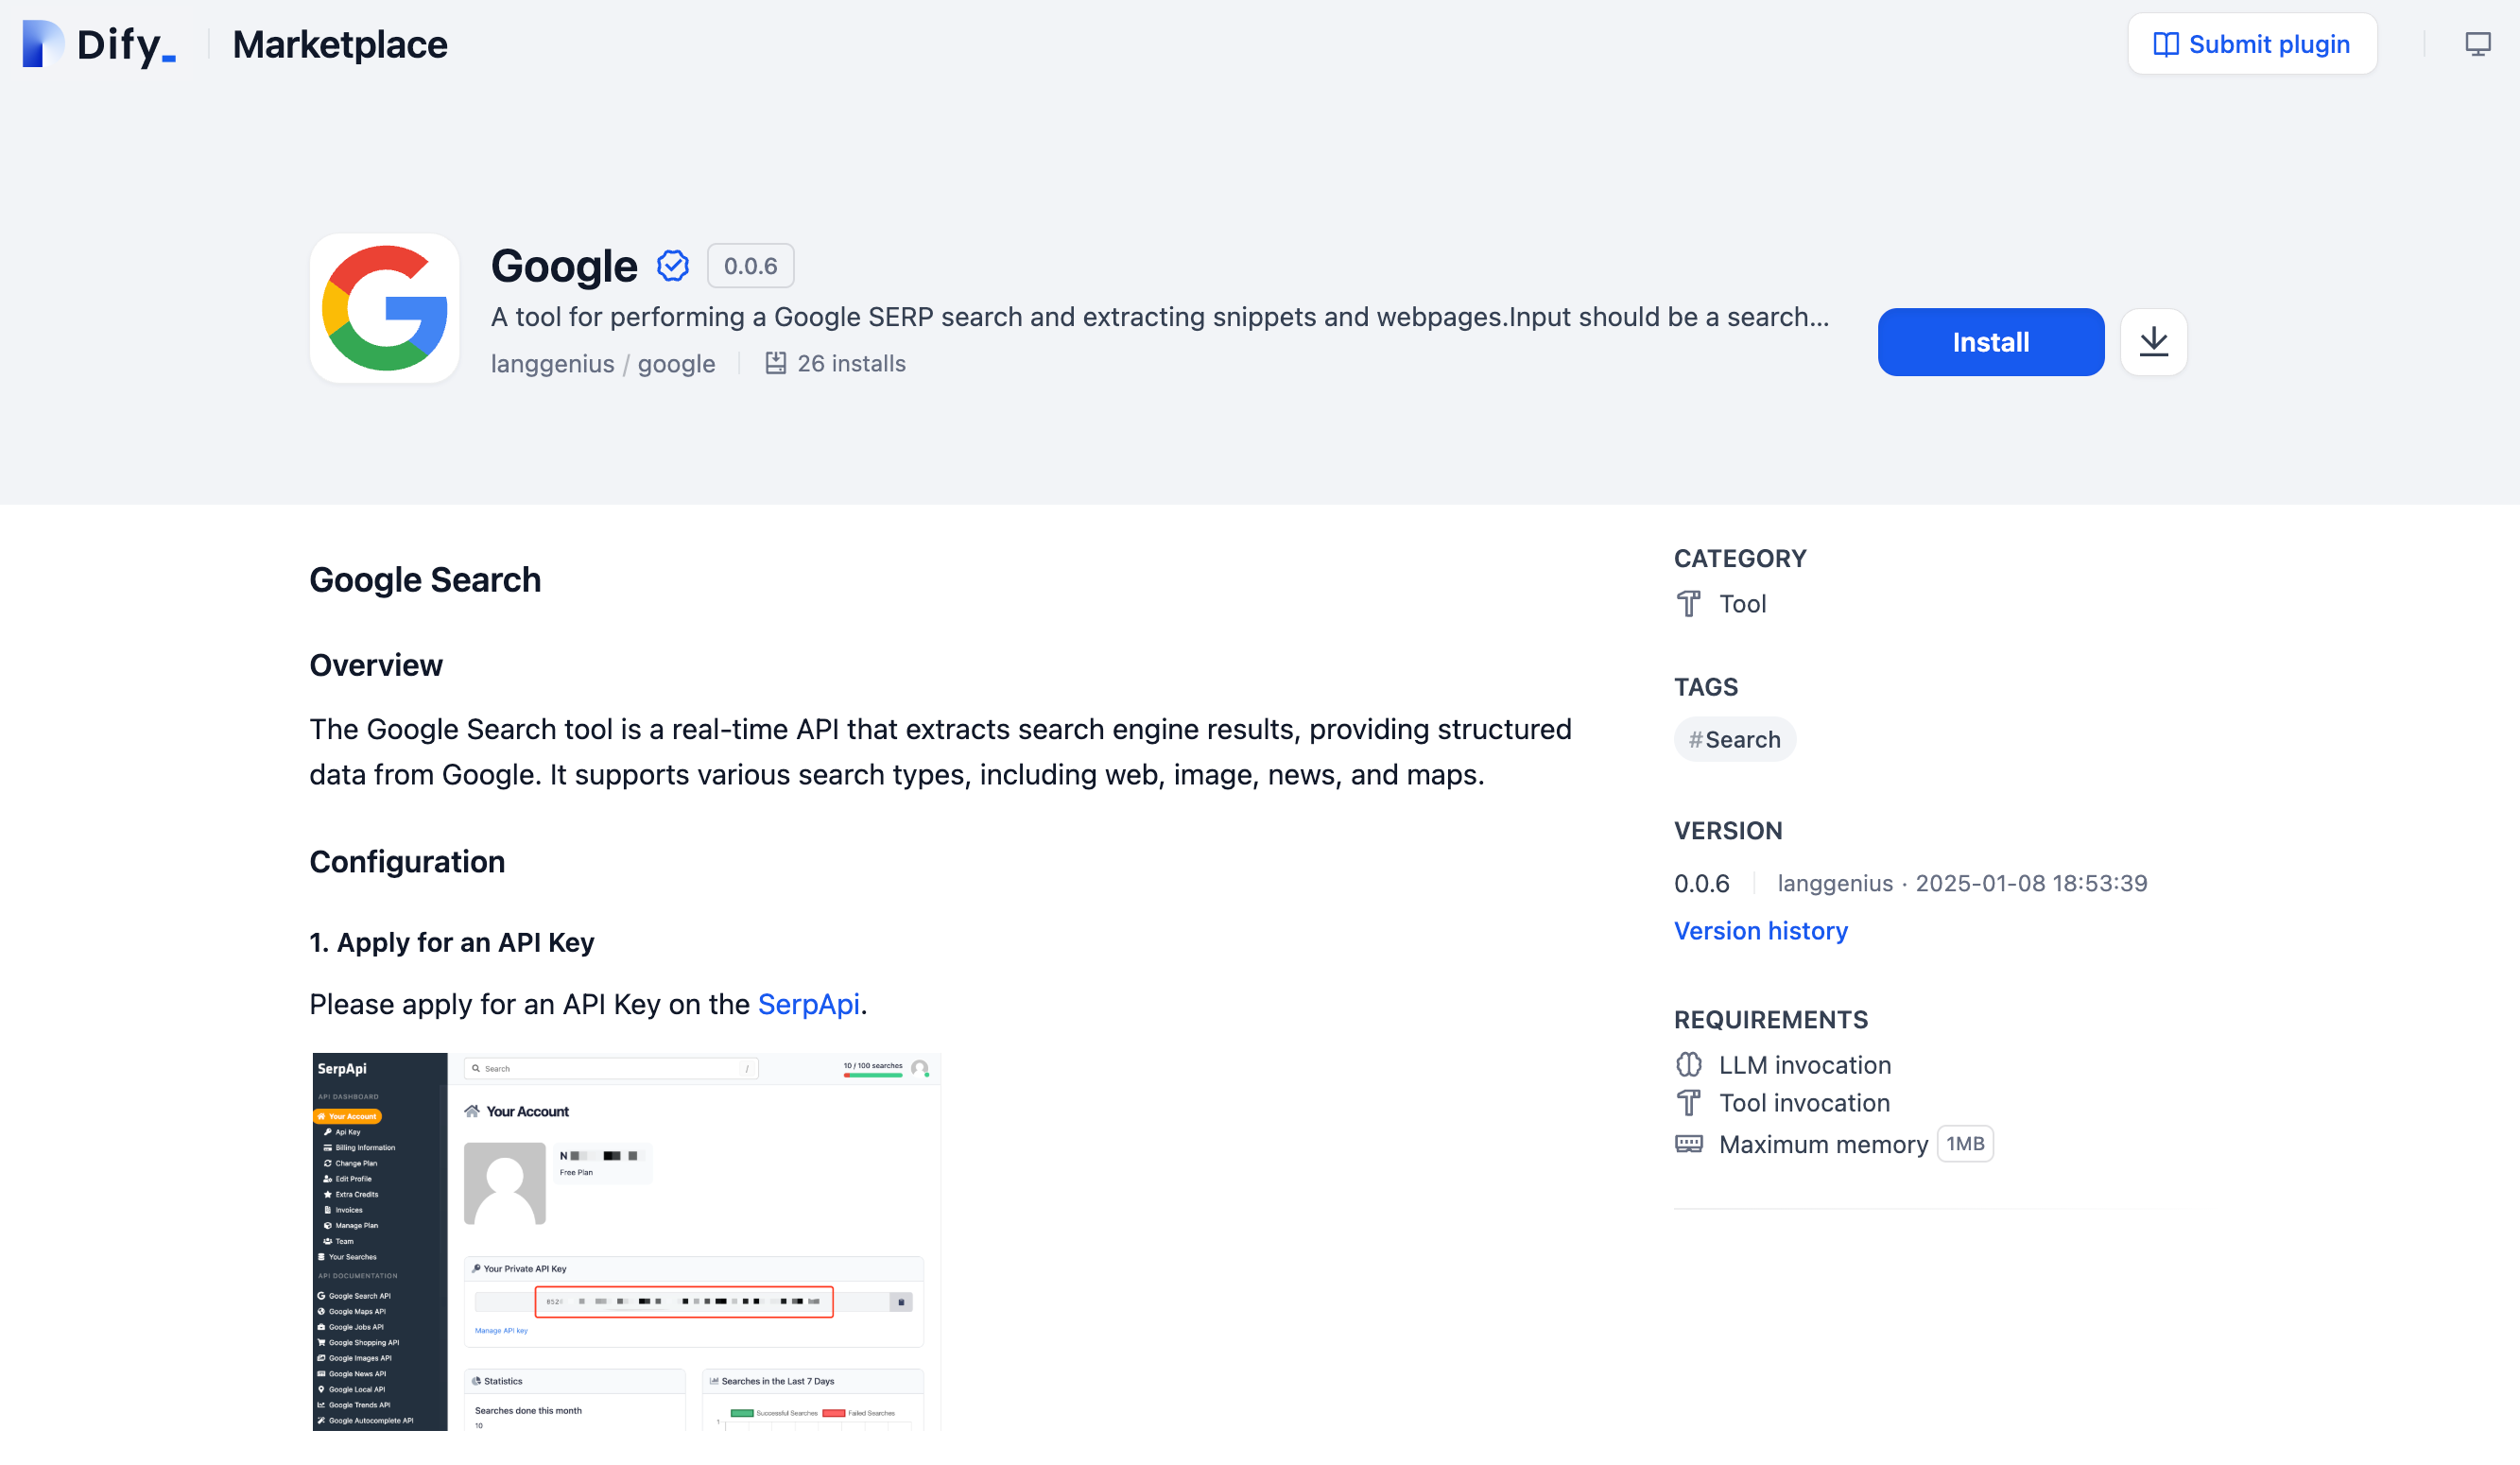 Dify_
Marketplace
Submit plugin
Google
0.0.6
A tool for performing a Google SERP search and extracting snippets and webpages.Input should be a search...
langgenius / google
26 installs
Install
Google Search
Overview
The Google Search tool is a real-time API that extracts search engine results, providing structured
data from Google. It supports various search types, including web, image, news, and maps.
Configuration
1. Apply for an API Key
Please apply for an API Key on the SerpApi.
SerpApi
API DASHBOARD
Your Account
Api Key
Billing Information
Change Plan
Edit Profile
Extra Credits
Invoices
Manage Plan
Team
Your Searches
API DOCUMENTATION
Google Search API
Google Maps API
Google Jobs API
Google Shopping API
Google Images API
Google News API
Google Local API
Google Trends API
Google Autocomplete API
Search
/
10 / 100 searches
Your Account
N
Free Plan
Your Private API Key
Manage API key
Statistics
Searches done this month
10
Searches in the Last 7 Days
Successful Searches
Failed Searches
1
CATEGORY
Tool
TAGS
#Search
VERSION
0.0.6
langgenius · 2025-01-08 18:53:39
Version history
REQUIREMENTS
LLM invocation
Tool invocation
Maximum memory 1MB